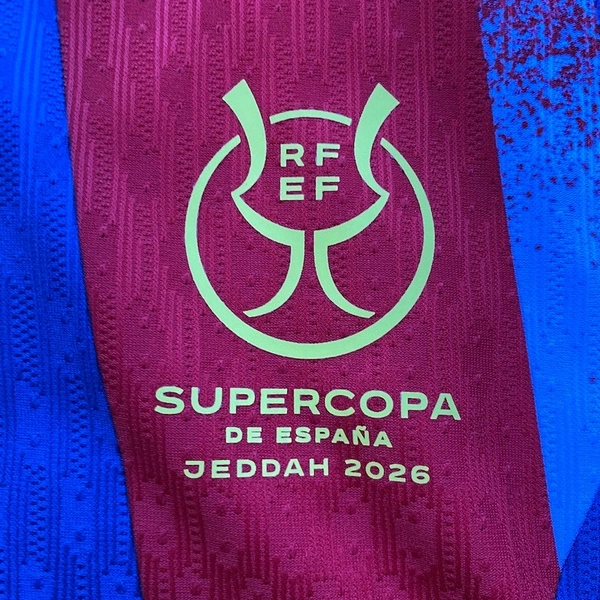 RF
EF
SUPERCOPA
DE ESPAÑA
JEDDAH 2026